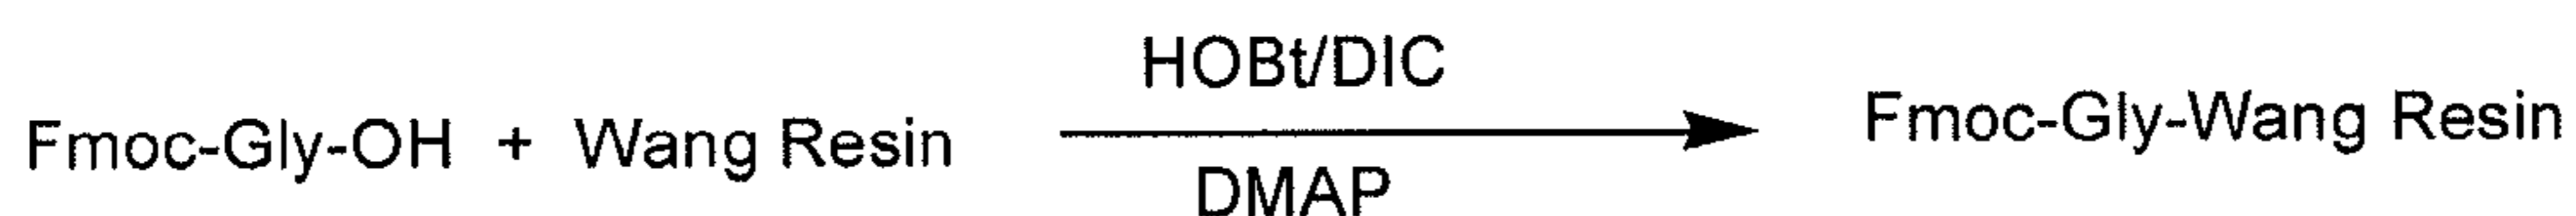 HOBt/DIC
Fmoc-Gly-OH + Wang Resin
Fmoc-Gly-Wang Resin
DMAP